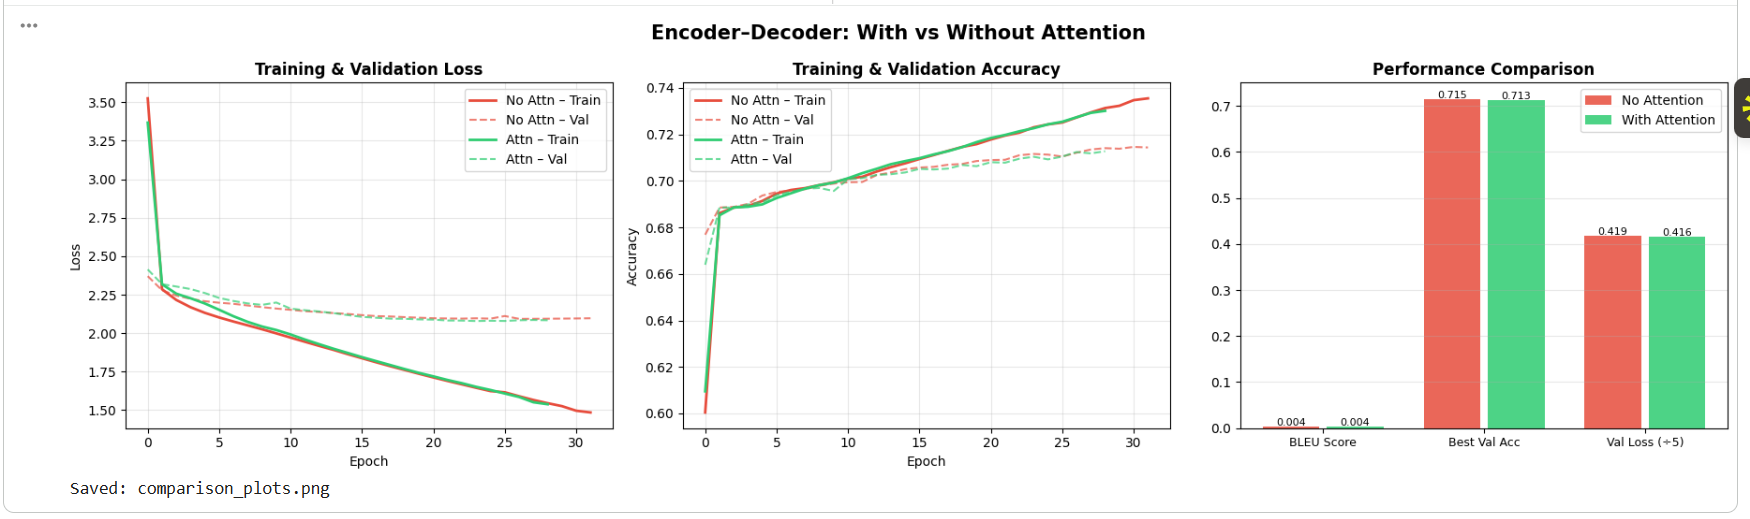 Encoder–Decoder: With vs Without Attention
Training & Validation Loss
3.50
3.25
3.00
2.75
2.50
2.25
2.00
1.75
1.50
Loss
0 5 10 15 20 25 30
Epoch
No Attn – Train
No Attn – Val
Attn – Train
Attn – Val
Training & Validation Accuracy
0.74
0.72
0.70
0.68
0.66
0.64
0.62
0.60
Accuracy
0 5 10 15 20 25 30
Epoch
No Attn – Train
No Attn – Val
Attn – Train
Attn – Val
Performance Comparison
0.7
0.6
0.5
0.4
0.3
0.2
0.1
0.0
No Attention
With Attention
0.004 0.004
0.715 0.713
0.419 0.416
BLEU Score Best Val Acc Val Loss (÷5)
Saved: comparison_plots.png